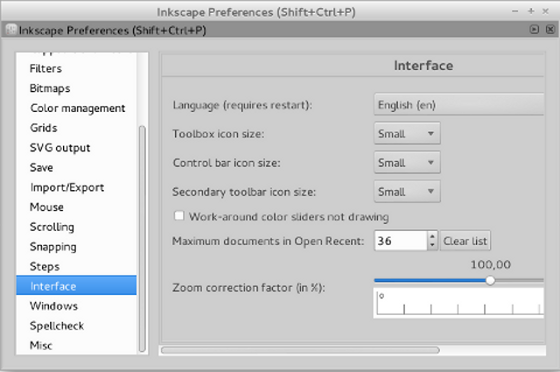 Inkscape Preferences (Shift+Ctrl+P)
Inkscape Preferences (Shift+Ctrl+P)
Filters
Bitmaps
Color management
Grids
SVG output
Save
Import/Export
Mouse
Scrolling
Snapping
Steps
Interface
Windows
Spellcheck
Misc
Interface
Language (requires restart): English (en)
Toolbox icon size: Small
Control bar icon size: Small
Secondary toolbar icon size: Small
Work-around color sliders not drawing
Maximum documents in Open Recent: 36 Clear list
100,00
Zoom correction factor (in %):
0